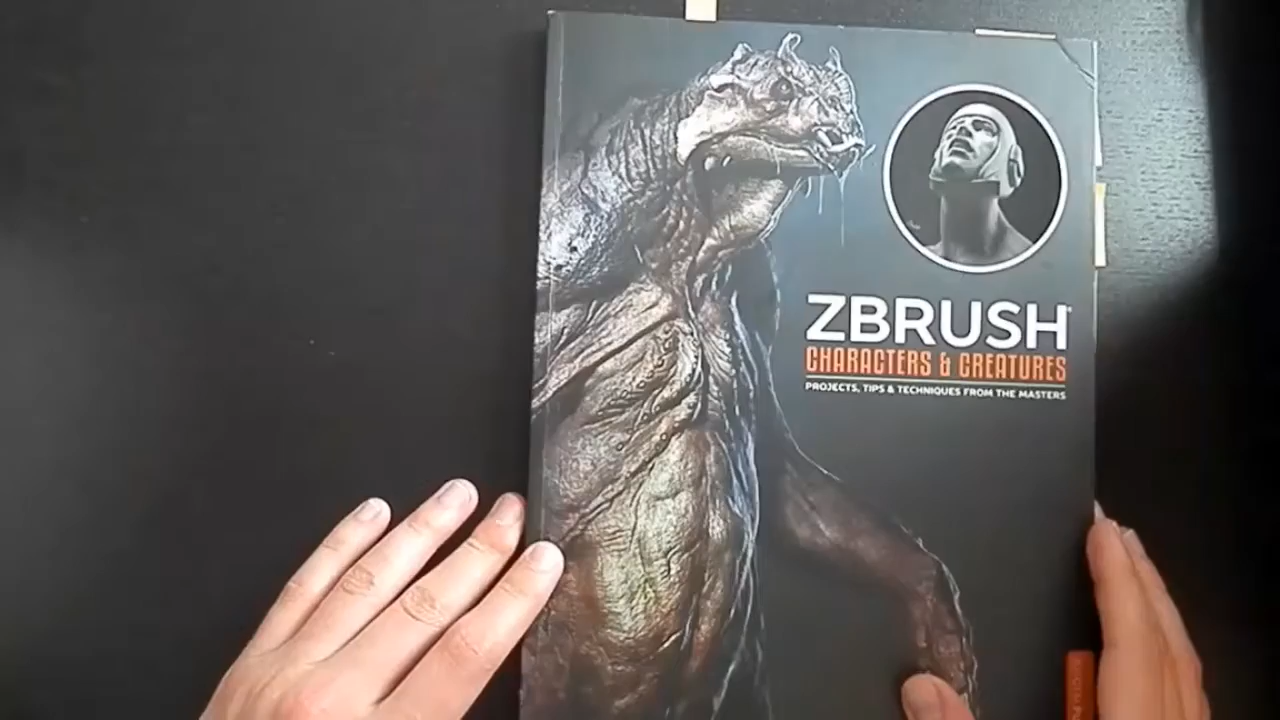 ZBRUSH®
CHARACTERS & CREATURES
PROJECTS, TIPS & TECHNIQUES FROM THE MASTERS